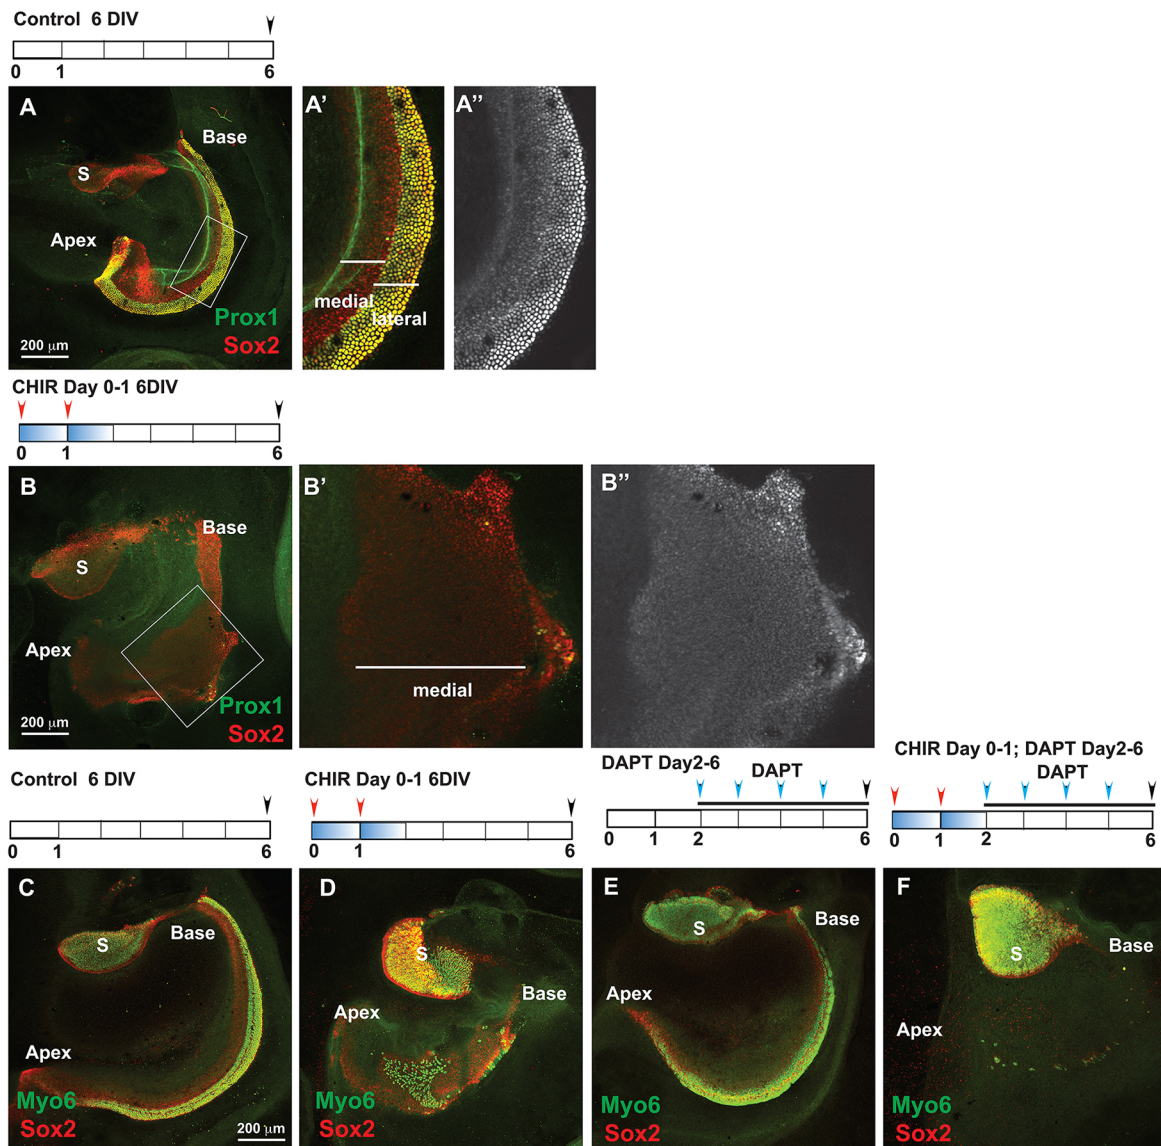 Control 6 DIV
0 1 6
A
Base
S
Apex
Prox1
Sox2
200 μm
A'
medial
lateral
A''
CHIR Day 0-1 6DIV
0 1 6
B
Base
S
Apex
Prox1
Sox2
200 μm
B'
medial
B''
Control 6 DIV
0 1 6
C
S
Base
Apex
Myo6
Sox2
200 μm
CHIR Day 0-1 6DIV
0 1 6
D
S
Base
Apex
Myo6
Sox2
DAPT Day2-6
DAPT
0 1 2 6
E
S
Base
Apex
Myo6
Sox2
CHIR Day 0-1; DAPT Day2-6
DAPT
0 1 2 6
F
S
Base
Apex
Myo6
Sox2